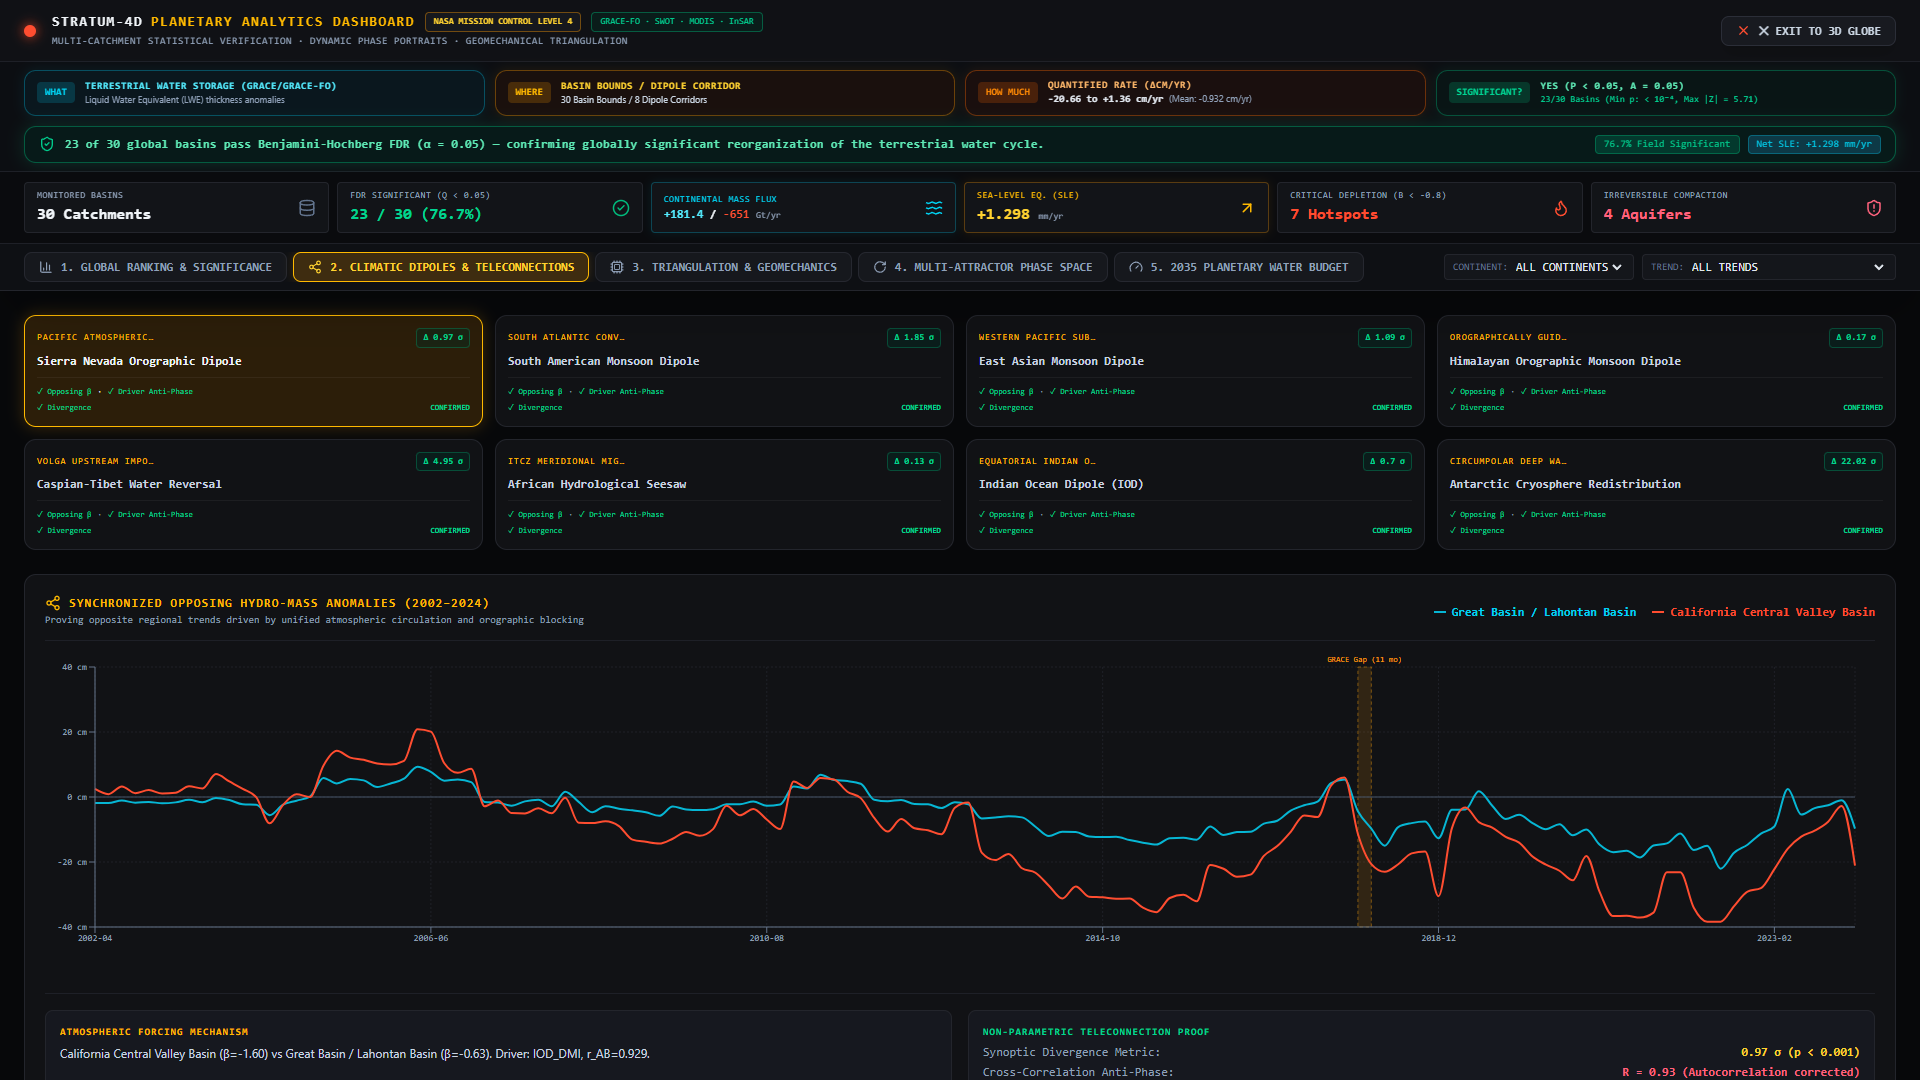 STRATUM-4D PLANETARY ANALYTICS DASHBOARD
NASA MISSION CONTROL LEVEL 4
GRACE-FO · SWOT · MODIS · InSAR
MULTI-CATCHMENT STATISTICAL VERIFICATION · DYNAMIC PHASE PORTRAITS · GEOMECHANICAL TRIANGULATION
✕ ✕ EXIT TO 3D GLOBE
WHAT
TERRESTRIAL WATER STORAGE (GRACE/GRACE-FO)
Liquid Water Equivalent (LWE) thickness anomalies
WHERE
BASIN BOUNDS / DIPOLE CORRIDOR
30 Basin Bounds / 8 Dipole Corridors
HOW MUCH
QUANTIFIED RATE (ΔCM/YR)
-20.66 to +1.36 cm/yr (Mean: -0.932 cm/yr)
SIGNIFICANT?
YES (P < 0.05, Α = 0.05)
23/30 Basins (Min p: < 10⁻⁴, Max |Z| = 5.71)
23 of 30 global basins pass Benjamini-Hochberg FDR (α = 0.05) — confirming globally significant reorganization of the terrestrial water cycle.
76.7% Field Significant
Net SLE: +1.298 mm/yr
MONITORED BASINS
30 Catchments
FDR SIGNIFICANT (Q < 0.05)
23 / 30 (76.7%)
CONTINENTAL MASS FLUX
+181.4 / -651 Gt/yr
SEA-LEVEL EQ. (SLE)
+1.298 mm/yr
CRITICAL DEPLETION (Β < -0.8)
7 Hotspots
IRREVERSIBLE COMPACTION
4 Aquifers
1. GLOBAL RANKING & SIGNIFICANCE
2. CLIMATIC DIPOLES & TELECONNECTIONS
3. TRIANGULATION & GEOMECHANICS
4. MULTI-ATTRACTOR PHASE SPACE
5. 2035 PLANETARY WATER BUDGET
CONTINENT: ALL CONTINENTS
TREND: ALL TRENDS
PACIFIC ATMOSPHERIC…
Δ 0.97 σ
Sierra Nevada Orographic Dipole
✓ Opposing β · ✓ Driver Anti-Phase
✓ Divergence
CONFIRMED
SOUTH ATLANTIC CONV…
Δ 1.85 σ
South American Monsoon Dipole
✓ Opposing β · ✓ Driver Anti-Phase
✓ Divergence
CONFIRMED
WESTERN PACIFIC SUB…
Δ 1.09 σ
East Asian Monsoon Dipole
✓ Opposing β · ✓ Driver Anti-Phase
✓ Divergence
CONFIRMED
OROGRAPHICALLY GUID…
Δ 0.17 σ
Himalayan Orographic Monsoon Dipole
✓ Opposing β · ✓ Driver Anti-Phase
✓ Divergence
CONFIRMED
VOLGA UPSTREAM IMPO…
Δ 4.95 σ
Caspian-Tibet Water Reversal
✓ Opposing β · ✓ Driver Anti-Phase
✓ Divergence
CONFIRMED
ITCZ MERIDIONAL MIG…
Δ 0.13 σ
African Hydrological Seesaw
✓ Opposing β · ✓ Driver Anti-Phase
✓ Divergence
CONFIRMED
EQUATORIAL INDIAN O…
Δ 0.7 σ
Indian Ocean Dipole (IOD)
✓ Opposing β · ✓ Driver Anti-Phase
✓ Divergence
CONFIRMED
CIRCUMPOLAR DEEP WA…
Δ 22.02 σ
Antarctic Cryosphere Redistribution
✓ Opposing β · ✓ Driver Anti-Phase
✓ Divergence
CONFIRMED
SYNCHRONIZED OPPOSING HYDRO-MASS ANOMALIES (2002–2024)
Proving opposite regional trends driven by unified atmospheric circulation and orographic blocking
Great Basin / Lahontan Basin
California Central Valley Basin
GRACE Gap (11 mo)
40 cm
20 cm
0 cm
-20 cm
-40 cm
2002-04
2006-06
2010-08
2014-10
2018-12
2023-02
ATMOSPHERIC FORCING MECHANISM
California Central Valley Basin (β=-1.60) vs Great Basin / Lahontan Basin (β=-0.63). Driver: IOD_DMI, r_AB=0.929.
NON-PARAMETRIC TELECONNECTION PROOF
Synoptic Divergence Metric:
0.97 σ (p < 0.001)
Cross-Correlation Anti-Phase:
R = 0.93 (Autocorrelation corrected)